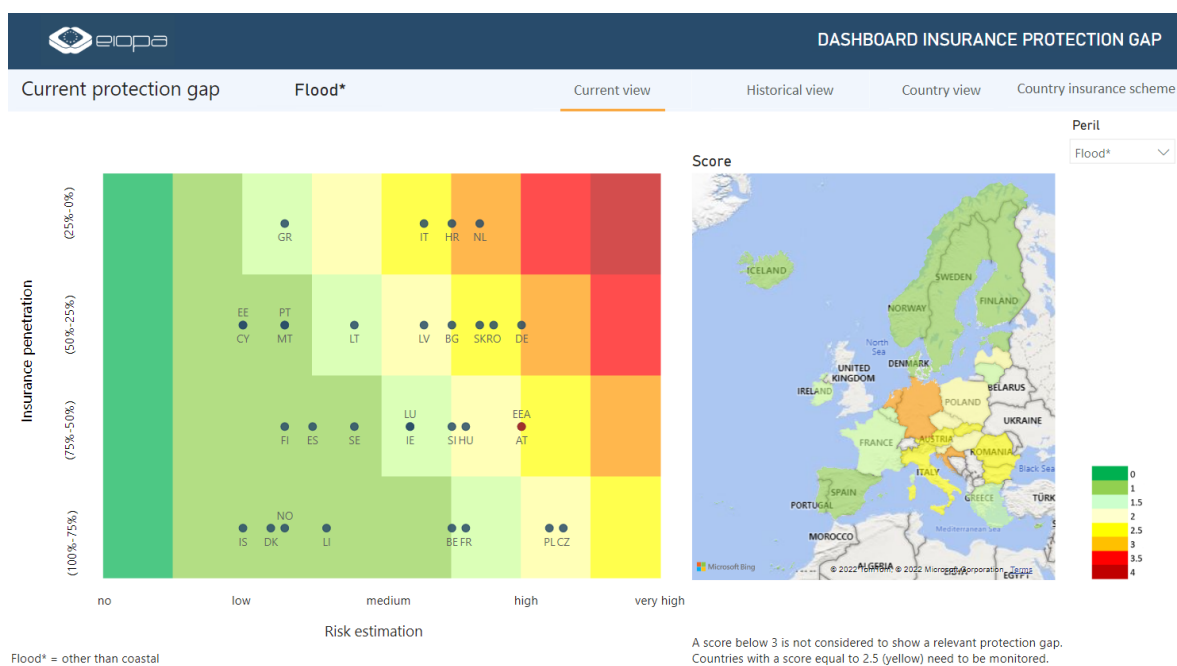 eiopa
DASHBOARD INSURANCE PROTECTION GAP
Current protection gap
Flood*
Current view
Historical view
Country view
Country insurance scheme
Peril
Flood*
Insurance penetration
(25%-0%)
GR
IT
HR
NL
(50%-25%)
EE
CY
PT
MT
LT
LV
BG
SK
RO
DE
(75%-50%)
FI
ES
SE
LU
IE
SI
HU
EEA
AT
(100%-75%)
IS
DK
NO
LI
BE
FR
PL
CZ
no
low
medium
high
very high
Risk estimation
Flood* = other than coastal
Score
ICELAND
SWEDEN
FINLAND
NORWAY
North
Sea
DENMARK
UNITED
KINGDOM
IRELAND
BELARUS
POLAND
UKRAINE
FRANCE
AUSTRIA
ROMANIA
ITALY
Black Sea
SPAIN
GREECE
TÜRK
PORTUGAL
Mediterranean Sea
MOROCCO
ALGERIA
EGYPT
Microsoft Bing
© 2022 TomTom, © 2022 Microsoft Corporation Terms
0
1
1.5
2
2.5
3
3.5
4
A score below 3 is not considered to show a relevant protection gap.
Countries with a score equal to 2.5 (yellow) need to be monitored.